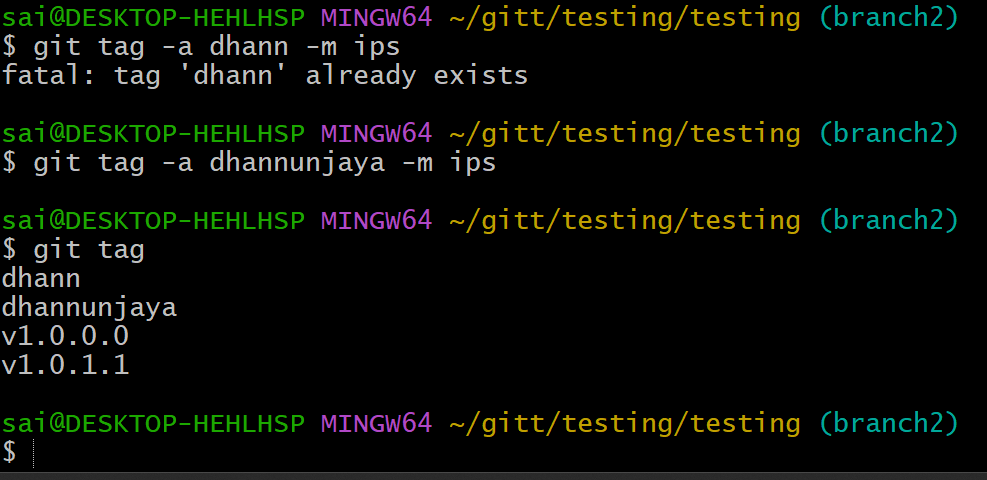 sai@DESKTOP-HEHLHSP MINGW64 ~/gitt/testing/testing (branch2)
$ git tag -a dhann -m ips
fatal: tag 'dhann' already exists
sai@DESKTOP-HEHLHSP MINGW64 ~/gitt/testing/testing (branch2)
$ git tag -a dhannunjaya -m ips
sai@DESKTOP-HEHLHSP MINGW64 ~/gitt/testing/testing (branch2)
$ git tag
dhann
dhannunjaya
v1.0.0.0
v1.0.1.1
sai@DESKTOP-HEHLHSP MINGW64 ~/gitt/testing/testing (branch2)
$